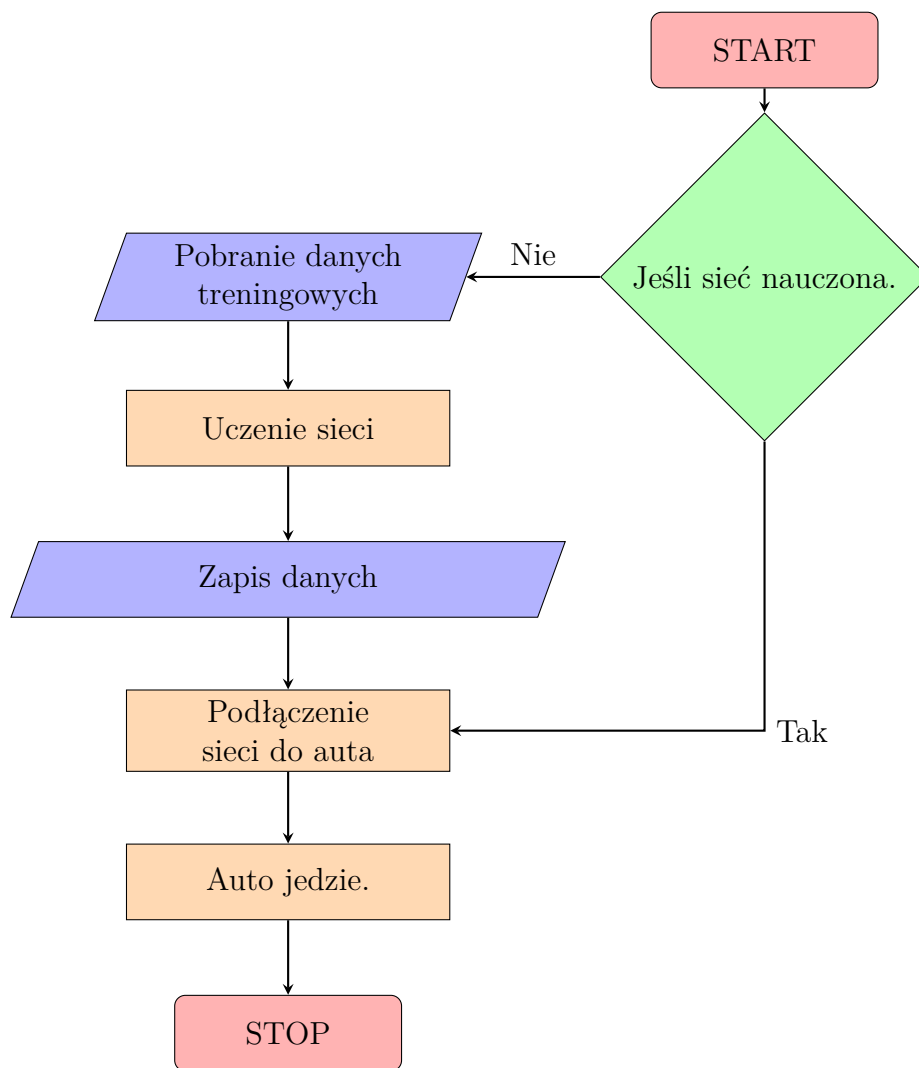 START
Jeśli sieć nauczona.
Nie
Pobranie danych
treningowych
Uczenie sieci
Zapis danych
Podłączenie
sieci do auta
Tak
Auto jedzie.
STOP